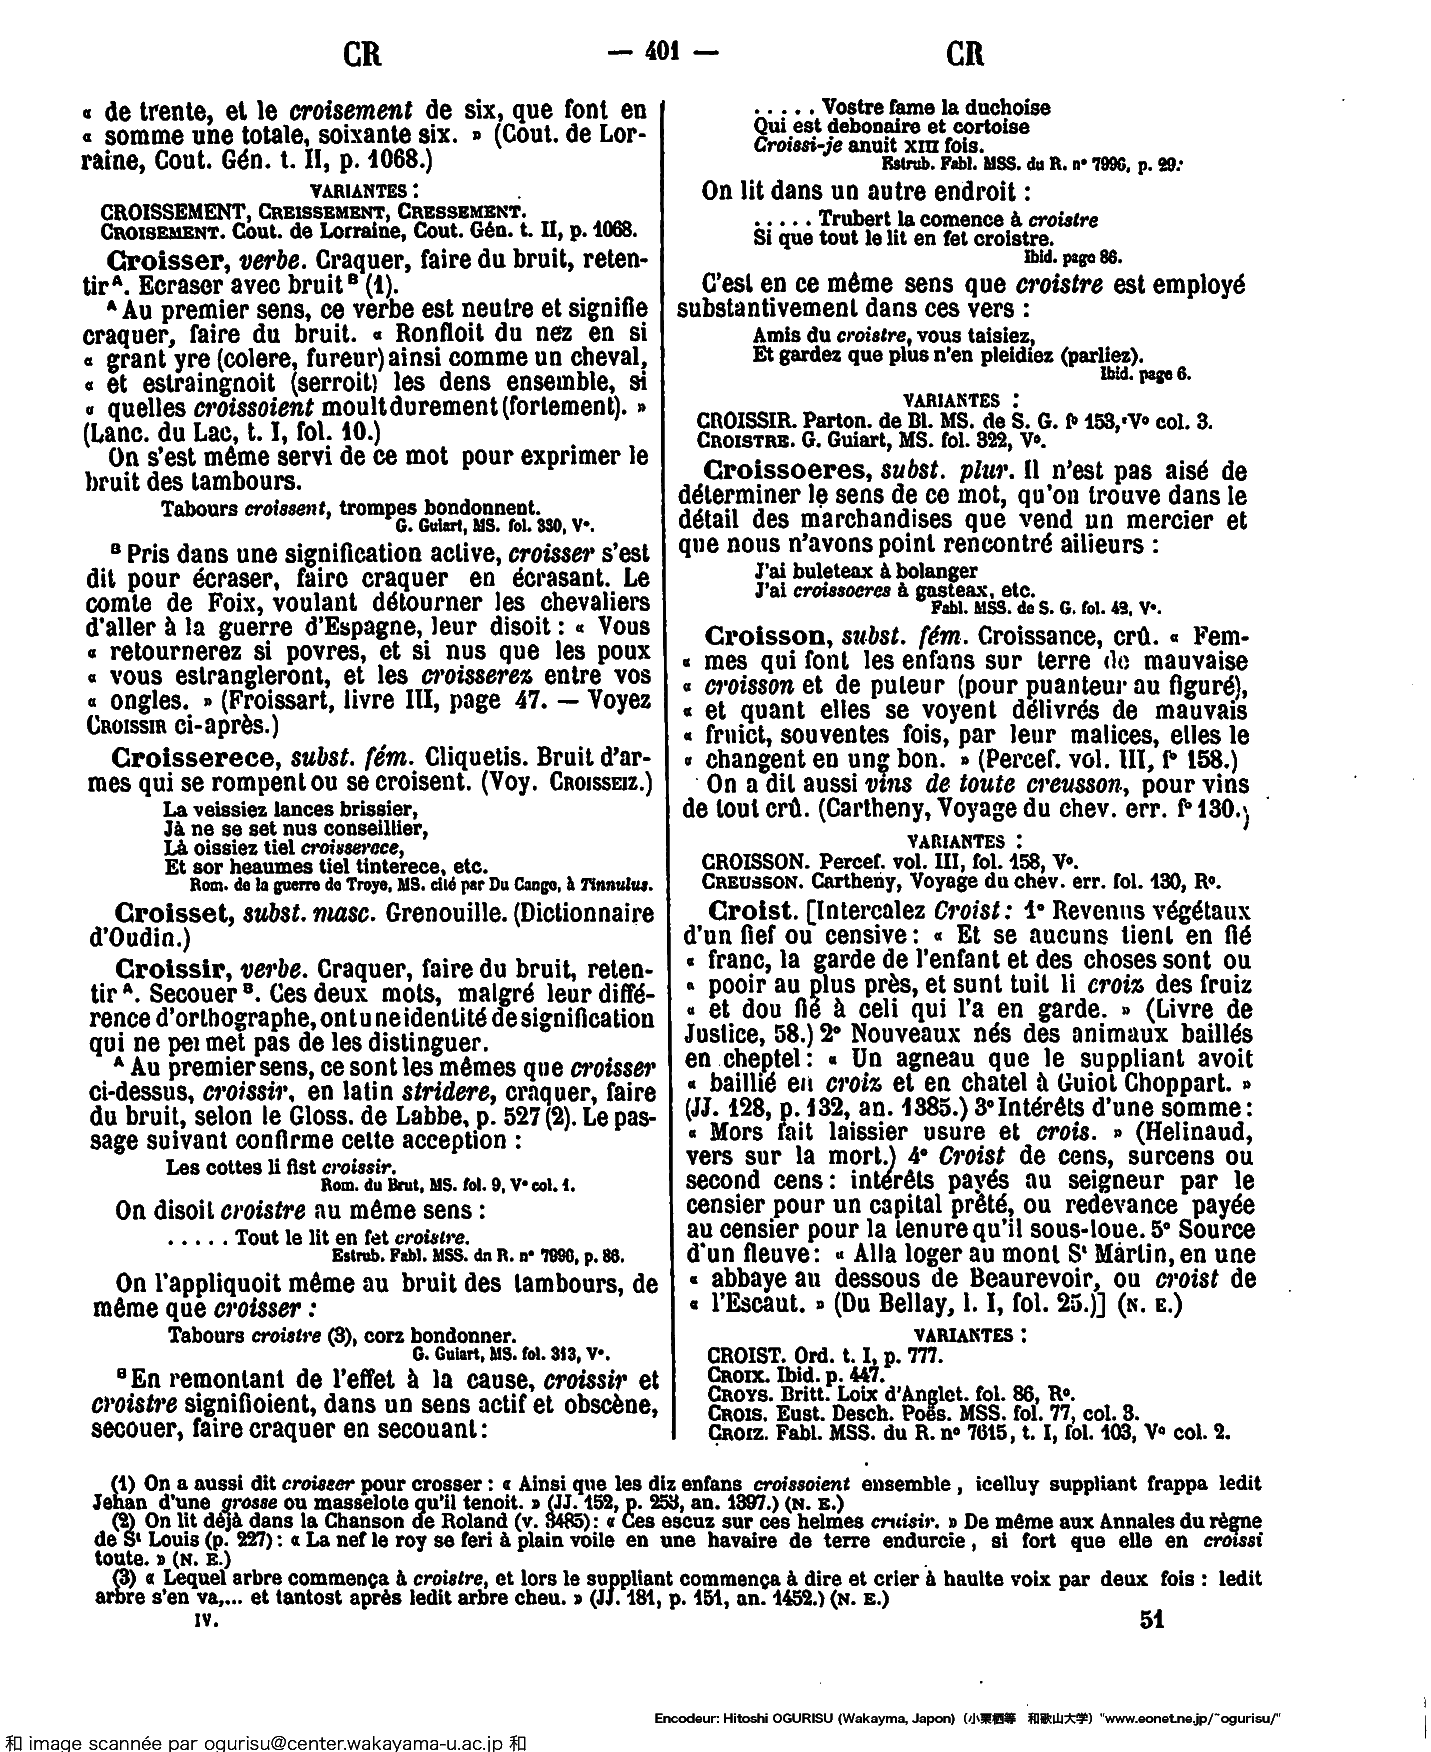 CR
— 401 —
CR
« de trente, et le croisement de six, que font en
« somme une totale, soixante six. » (Cout. de Lor-
raine, Cout. Gén. t. II, p. 1068.)
VARIANTES :
CROISSEMENT, CREISSEMENT, CRESSEMENT.
CROISEMENT. Cout. de Lorraine, Cout. Gén. t. II, p. 1068.
Croisser, verbe. Craquer, faire du bruit, reten-
tir ᴬ. Ecraser avec bruit ᴮ (1).
ᴬ Au premier sens, ce verbe est neutre et signifie
craquer, faire du bruit. « Ronfloit du nez en si
« grant yre (colere, fureur) ainsi comme un cheval,
« et estraingnoit (serroit) les dens ensemble, si
« quelles croissoient moult durement (fortement). »
(Lanc. du Lac, t. I, fol. 10.)
On s'est même servi de ce mot pour exprimer le
bruit des tambours.
Tabours croissent, trompes bondonnent.
G. Guiart, MS. fol. 330, Vº.
ᴮ Pris dans une signification active, croisser s'est
dit pour écraser, faire craquer en écrasant. Le
comte de Foix, voulant détourner les chevaliers
d'aller à la guerre d'Espagne, leur disoit : « Vous
« retournerez si povres, et si nus que les poux
« vous estrangleront, et les croisserez entre vos
« ongles. » (Froissart, livre III, page 47. — Voyez
CROISSIR ci-après.)
Croisserece, subst. fém. Cliquetis. Bruit d'ar-
mes qui se rompent ou se croisent. (Voy. CROISSEIZ.)
La veissiez lances brissier,
Jà ne se set nus conseillier,
Là oissiez tiel croisserece,
Et sor heaumes tiel tinterece, etc.
Rom. de la guerre de Troye, MS. cité par Du Cange, à Tinnulus.
Croisset, subst. masc. Grenouille. (Dictionnaire
d'Oudin.)
Croissir, verbe. Craquer, faire du bruit, reten-
tir ᴬ. Secouer ᴮ. Ces deux mots, malgré leur diffé-
rence d'orthographe, ont une identité de signification
qui ne permet pas de les distinguer.
ᴬ Au premier sens, ce sont les mêmes que croisser
ci-dessus, croissir, en latin stridere, craquer, faire
du bruit, selon le Gloss. de Labbe, p. 527 (2). Le pas-
sage suivant confirme cette acception :
Les cottes li fist croissir.
Rom. du Brut, MS. fol. 9, Vº col. 1.
On disoit croistre au même sens :
. . . . . Tout le lit en fet croistre.
Estrub. Fabl. MSS. du R. nº 7996, p. 86.
On l'appliquoit même au bruit des tambours, de
même que croisser :
Tabours croistre (3), corz bondonner.
G. Guiart, MS. fol. 313, Vº.
ᴮ En remontant de l'effet à la cause, croissir et
croistre signifioient, dans un sens actif et obscène,
secouer, faire craquer en secouant :
. . . . . Vostre fame la duchoise
Qui est debonaire et cortoise
Croissi-je anuit XIII fois.
Estrub. Fabl. MSS. du R. nº 7996, p. 29.
On lit dans un autre endroit :
. . . . . Trubert la comence à croistre
Si que tout le lit en fet croistre.
Ibid. page 86.
C'est en ce même sens que croistre est employé
substantivement dans ces vers :
Amis du croistre, vous taisiez,
Et gardez que plus n'en pleidiez (parliez).
Ibid. page 6.
VARIANTES :
CROISSIR. Parton. de Bl. MS. de S. G. fº 153, Vº col. 3.
CROISTRE. G. Guiart, MS. fol. 322, Vº.
Croissoeres, subst. plur. Il n'est pas aisé de
déterminer le sens de ce mot, qu'on trouve dans le
détail des marchandises que vend un mercier et
que nous n'avons point rencontré ailieurs :
J'ai buleteax à bolanger
J'ai croissoeres à gasteax, etc.
Fabl. MSS. de S. G. fol. 42, Vº.
Croisson, subst. fém. Croissance, crû. « Fem-
« mes qui font les enfans sur terre de mauvaise
« croisson et de puteur (pour puanteur au figuré),
« et quant elles se voyent délivrés de mauvais
« fruict, souventes fois, par leur malices, elles le
« changent en ung bon. » (Percef. vol. III, fº 158.)
On a dit aussi vins de toute creusson, pour vins
de tout crû. (Cartheny, Voyage du chev. err. fº 130.)
VARIANTES :
CROISSON. Percef. vol. III, fol. 158, Vº.
CREUSSON. Cartheny, Voyage du chev. err. fol. 130, Rº.
Croist. [Intercalez Croist : 1º Revenus végétaux
d'un fief ou censive : « Et se aucuns tient en fié
« franc, la garde de l'enfant et des choses sont ou
« pooir au plus près, et sunt tuit li croiz des fruiz
« et dou fié à celi qui l'a en garde. » (Livre de
Justice, 58.) 2º Nouveaux nés des animaux baillés
en cheptel : « Un agneau que le suppliant avoit
« baillié en croiz et en chatel à Guiot Choppart. »
(JJ. 128, p. 132, an. 1385.) 3º Intérêts d'une somme :
« Mors fait laissier usure et crois. » (Helinaud,
vers sur la mort.) 4º Croist de cens, surcens ou
second cens : intérêts payés au seigneur par le
censier pour un capital prêté, ou redevance payée
au censier pour la tenure qu'il sous-loue. 5º Source
d'un fleuve : « Alla loger au mont Sᵗ Martin, en une
« abbaye au dessous de Beaurevoir, ou croist de
« l'Escaut. » (Du Bellay, l. I, fol. 25.)] (N. E.)
VARIANTES :
CROIST. Ord. t. I, p. 777.
CROIX. Ibid. p. 447.
CROYS. Britt. Loix d'Anglet. fol. 86, Rº.
CROIS. Eust. Desch. Poës. MSS. fol. 77, col. 3.
CROIZ. Fabl. MSS. du R. nº 7615, t. I, fol. 103, Vº col. 2.
(1) On a aussi dit croisser pour crosser : « Ainsi que les diz enfans croissoient ensemble, icelluy suppliant frappa ledit
Jehan d'une grosse ou masselote qu'il tenoit. » (JJ. 152, p. 253, an. 1397.) (N. E.)
(2) On lit déjà dans la Chanson de Roland (v. 3485) : « Ces escuz sur ces helmes cruisir. » De même aux Annales du règne
de Sᵗ Louis (p. 227) : « La nef le roy se feri à plain voile en une havaire de terre endurcie, si fort que elle en croissi
toute. » (N. E.)
(3) « Lequel arbre commença à croistre, et lors le suppliant commença à dire et crier à haulte voix par deux fois : ledit
arbre s'en va,... et tantost après ledit arbre cheu. » (JJ. 181, p. 151, an. 1452.) (N. E.)
IV.
51
Encodeur: Hitoshi OGURISU (Wakayma, Japon) (小栗栖等 和歌山大学) "www.eonet.ne.jp/~ogurisu/"
和 image scannée par ogurisu@center.wakayama-u.ac.jp 和